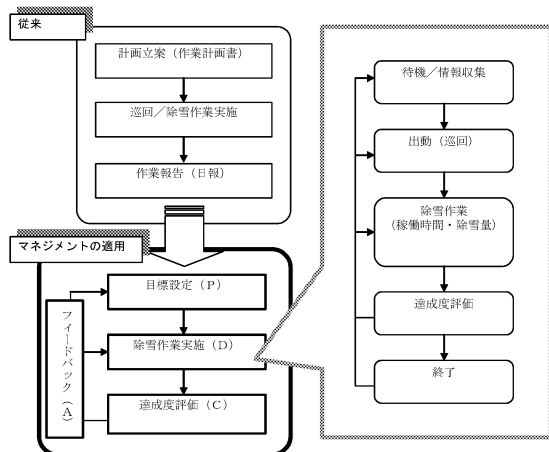 従来
計画立案（作業計画書）
巡回／除雪作業実施
作業報告（日報）
マネジメントの適用
目標設定（P）
除雪作業実施（D）
達成度評価（C）
フィードバック（A）
待機／情報収集
出動（巡回）
除雪作業
（稼働時間・除雪量）
達成度評価
終了